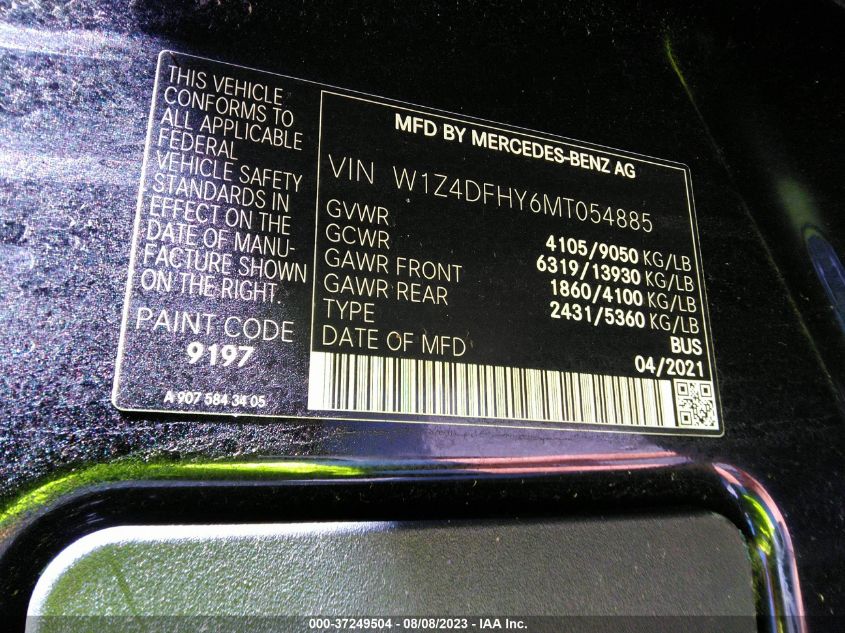 THIS VEHICLE
CONFORMS TO
ALL APPLICABLE
FEDERAL
VEHICLE SAFETY
STANDARDS IN
EFFECT ON THE
DATE OF MANU-
FACTURE SHOWN
ON THE RIGHT.
PAINT CODE
9197
A 907 584 34 05
MFD BY MERCEDES-BENZ AG
VIN W1Z4DFHY6MT054885
GVWR 4105/9050 KG/LB
GCWR 6319/13930 KG/LB
GAWR FRONT 1860/4100 KG/LB
GAWR REAR 2431/5360 KG/LB
TYPE BUS
DATE OF MFD 04/2021
000-37249504 - 08/08/2023 - IAA Inc.